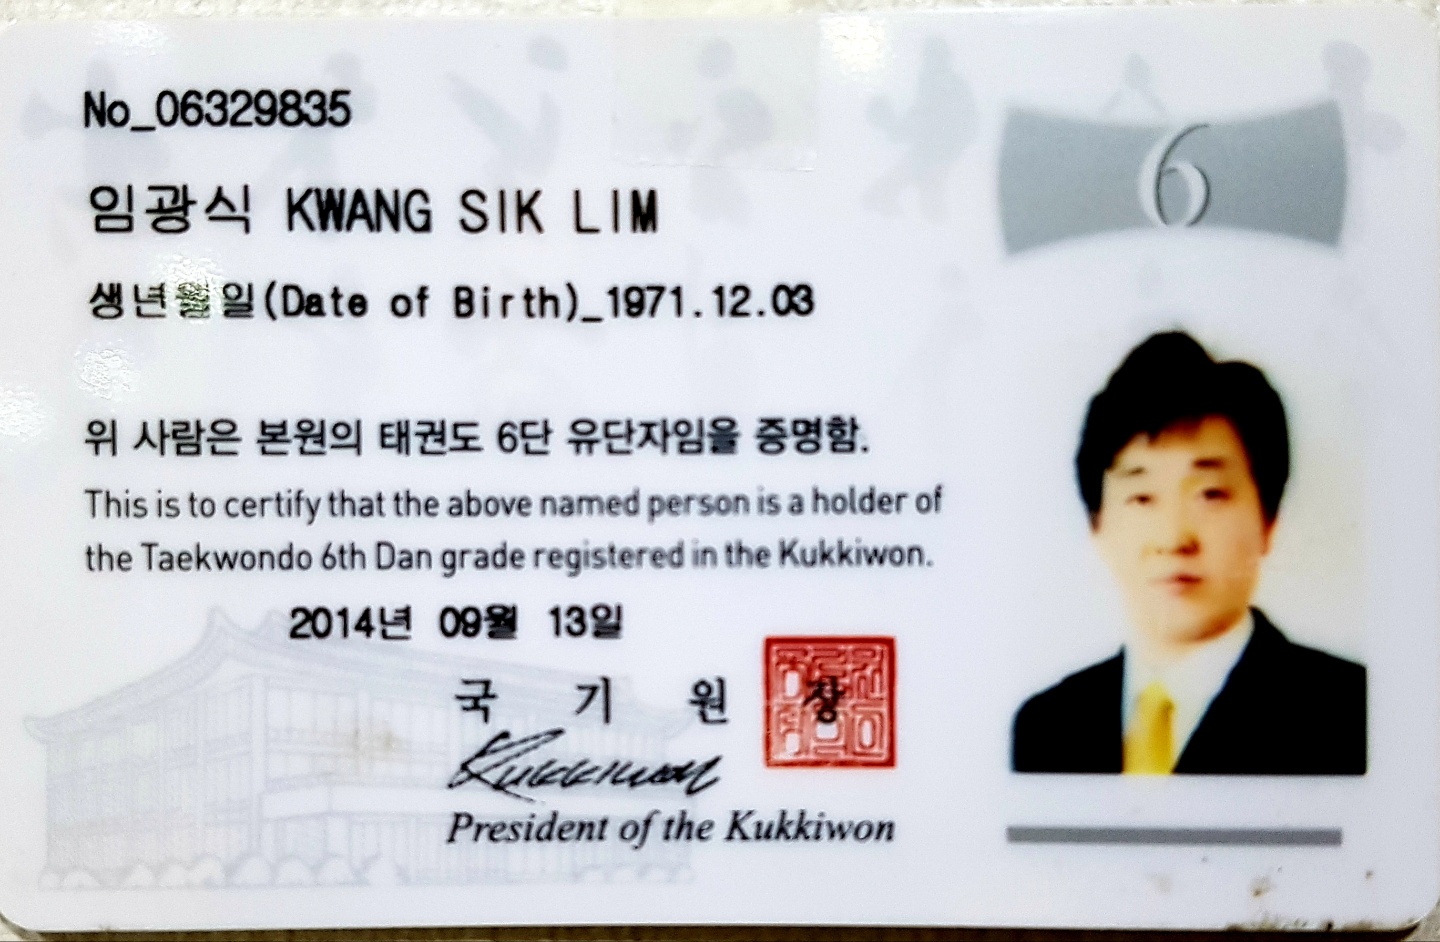 No_06329835
6
임광식 KWANG SIK LIM
생년월일(Date of Birth)_1971.12.03
위 사람은 본원의 태권도 6단 유단자임을 증명함.
This is to certify that the above named person is a holder of
the Taekwondo 6th Dan grade registered in the Kukkiwon.
2014년 09월 13일
국 기 원 장
Kukkiwon
President of the Kukkiwon